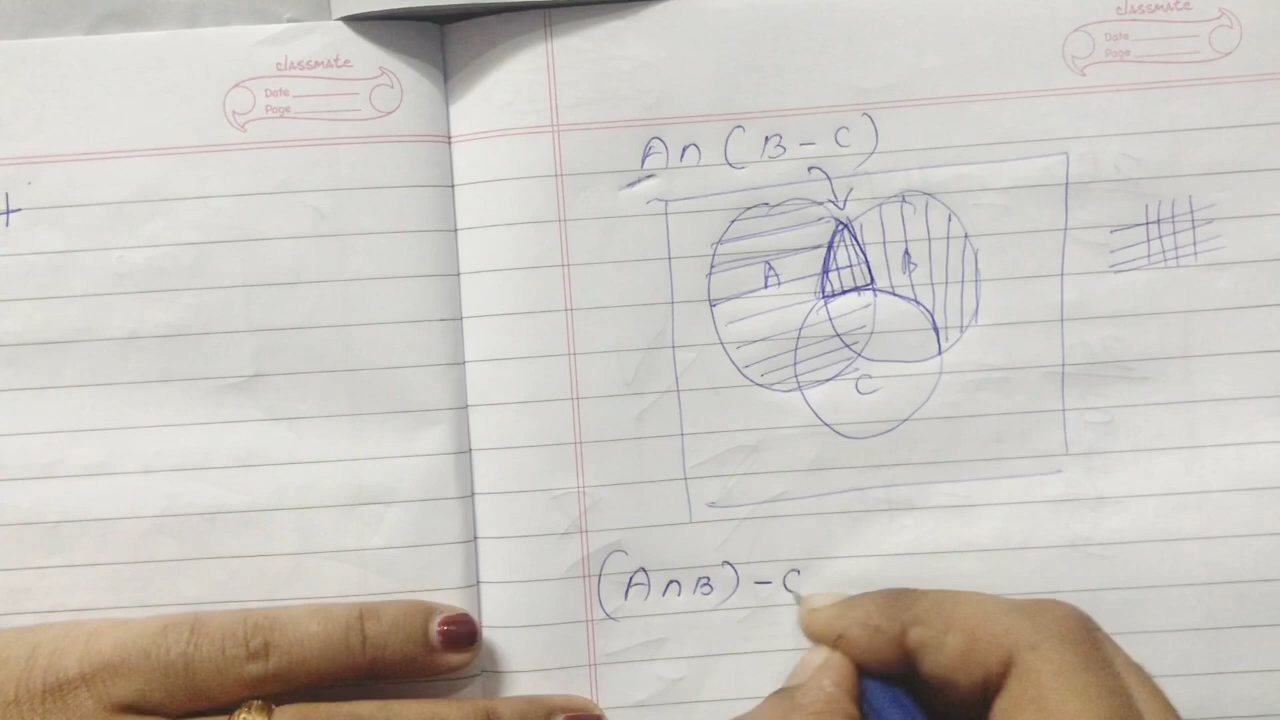 classmate
Date
Page
+
classmate
Date
Page
A∩(B-C)
A
B
C
(A∩B)-C